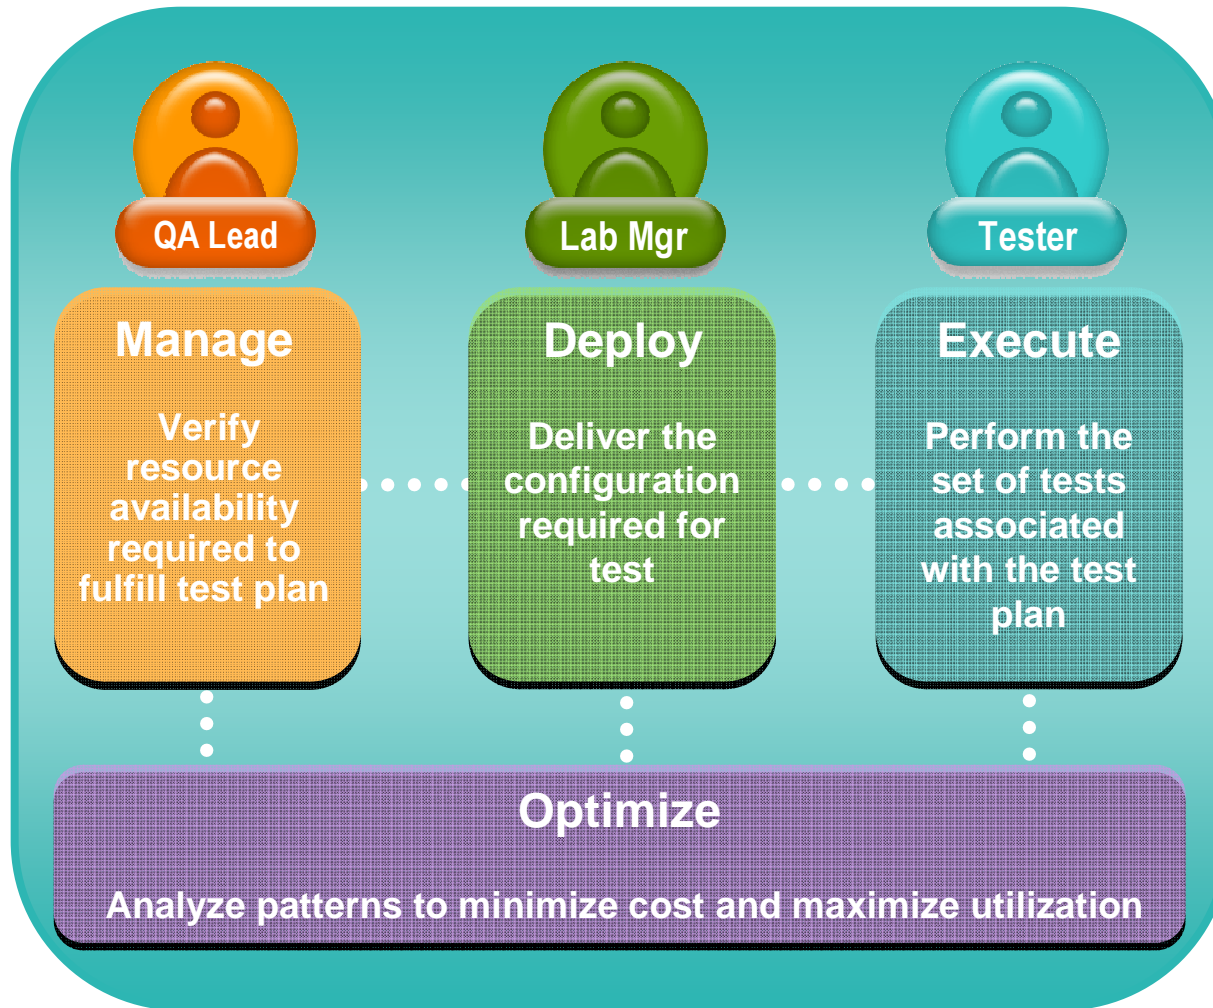 QA Lead
Lab Mgr
Tester
Manage
Verify
resource
availability
required to
fulfill test plan
Deploy
Deliver the
configuration
required for
test
Execute
Perform the
set of tests
associated
with the test
plan
Optimize
Analyze patterns to minimize cost and maximize utilization